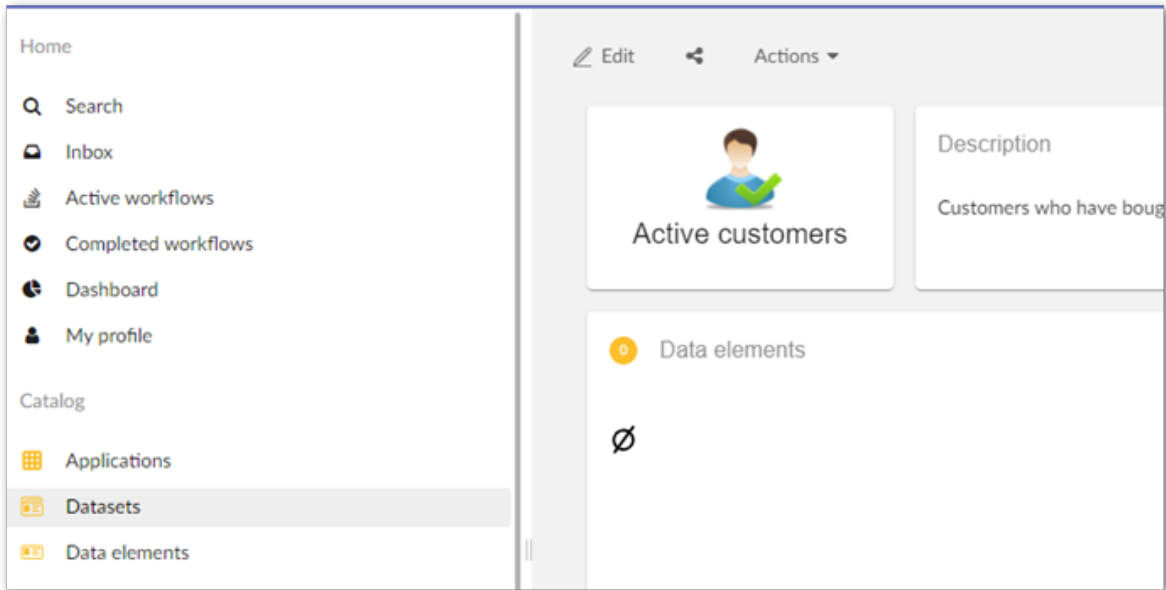 Home
Search
Inbox
Active workflows
Completed workflows
Dashboard
My profile
Catalog
Applications
Datasets
Data elements
Edit
Actions
Active customers
Description
Customers who have boug
0
Data elements